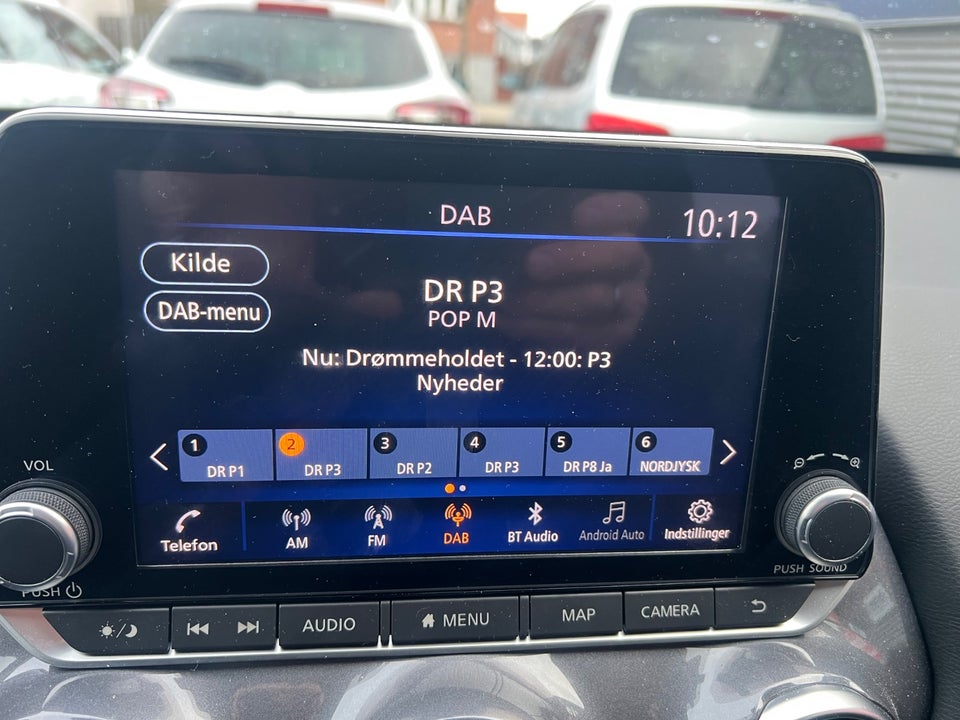 DAB
10:12
Kilde
DAB-menu
DR P3
POP M
Nu: Drømmeholdet - 12:00: P3
Nyheder
1 2 3 4 5 6
DR P1 DR P3 DR P2 DR P3 DR P8 Ja NORDJYSK
Telefon AM FM DAB BT Audio Android Auto Indstillinger
VOL
PUSH
PUSH SOUND
AUDIO MENU MAP CAMERA